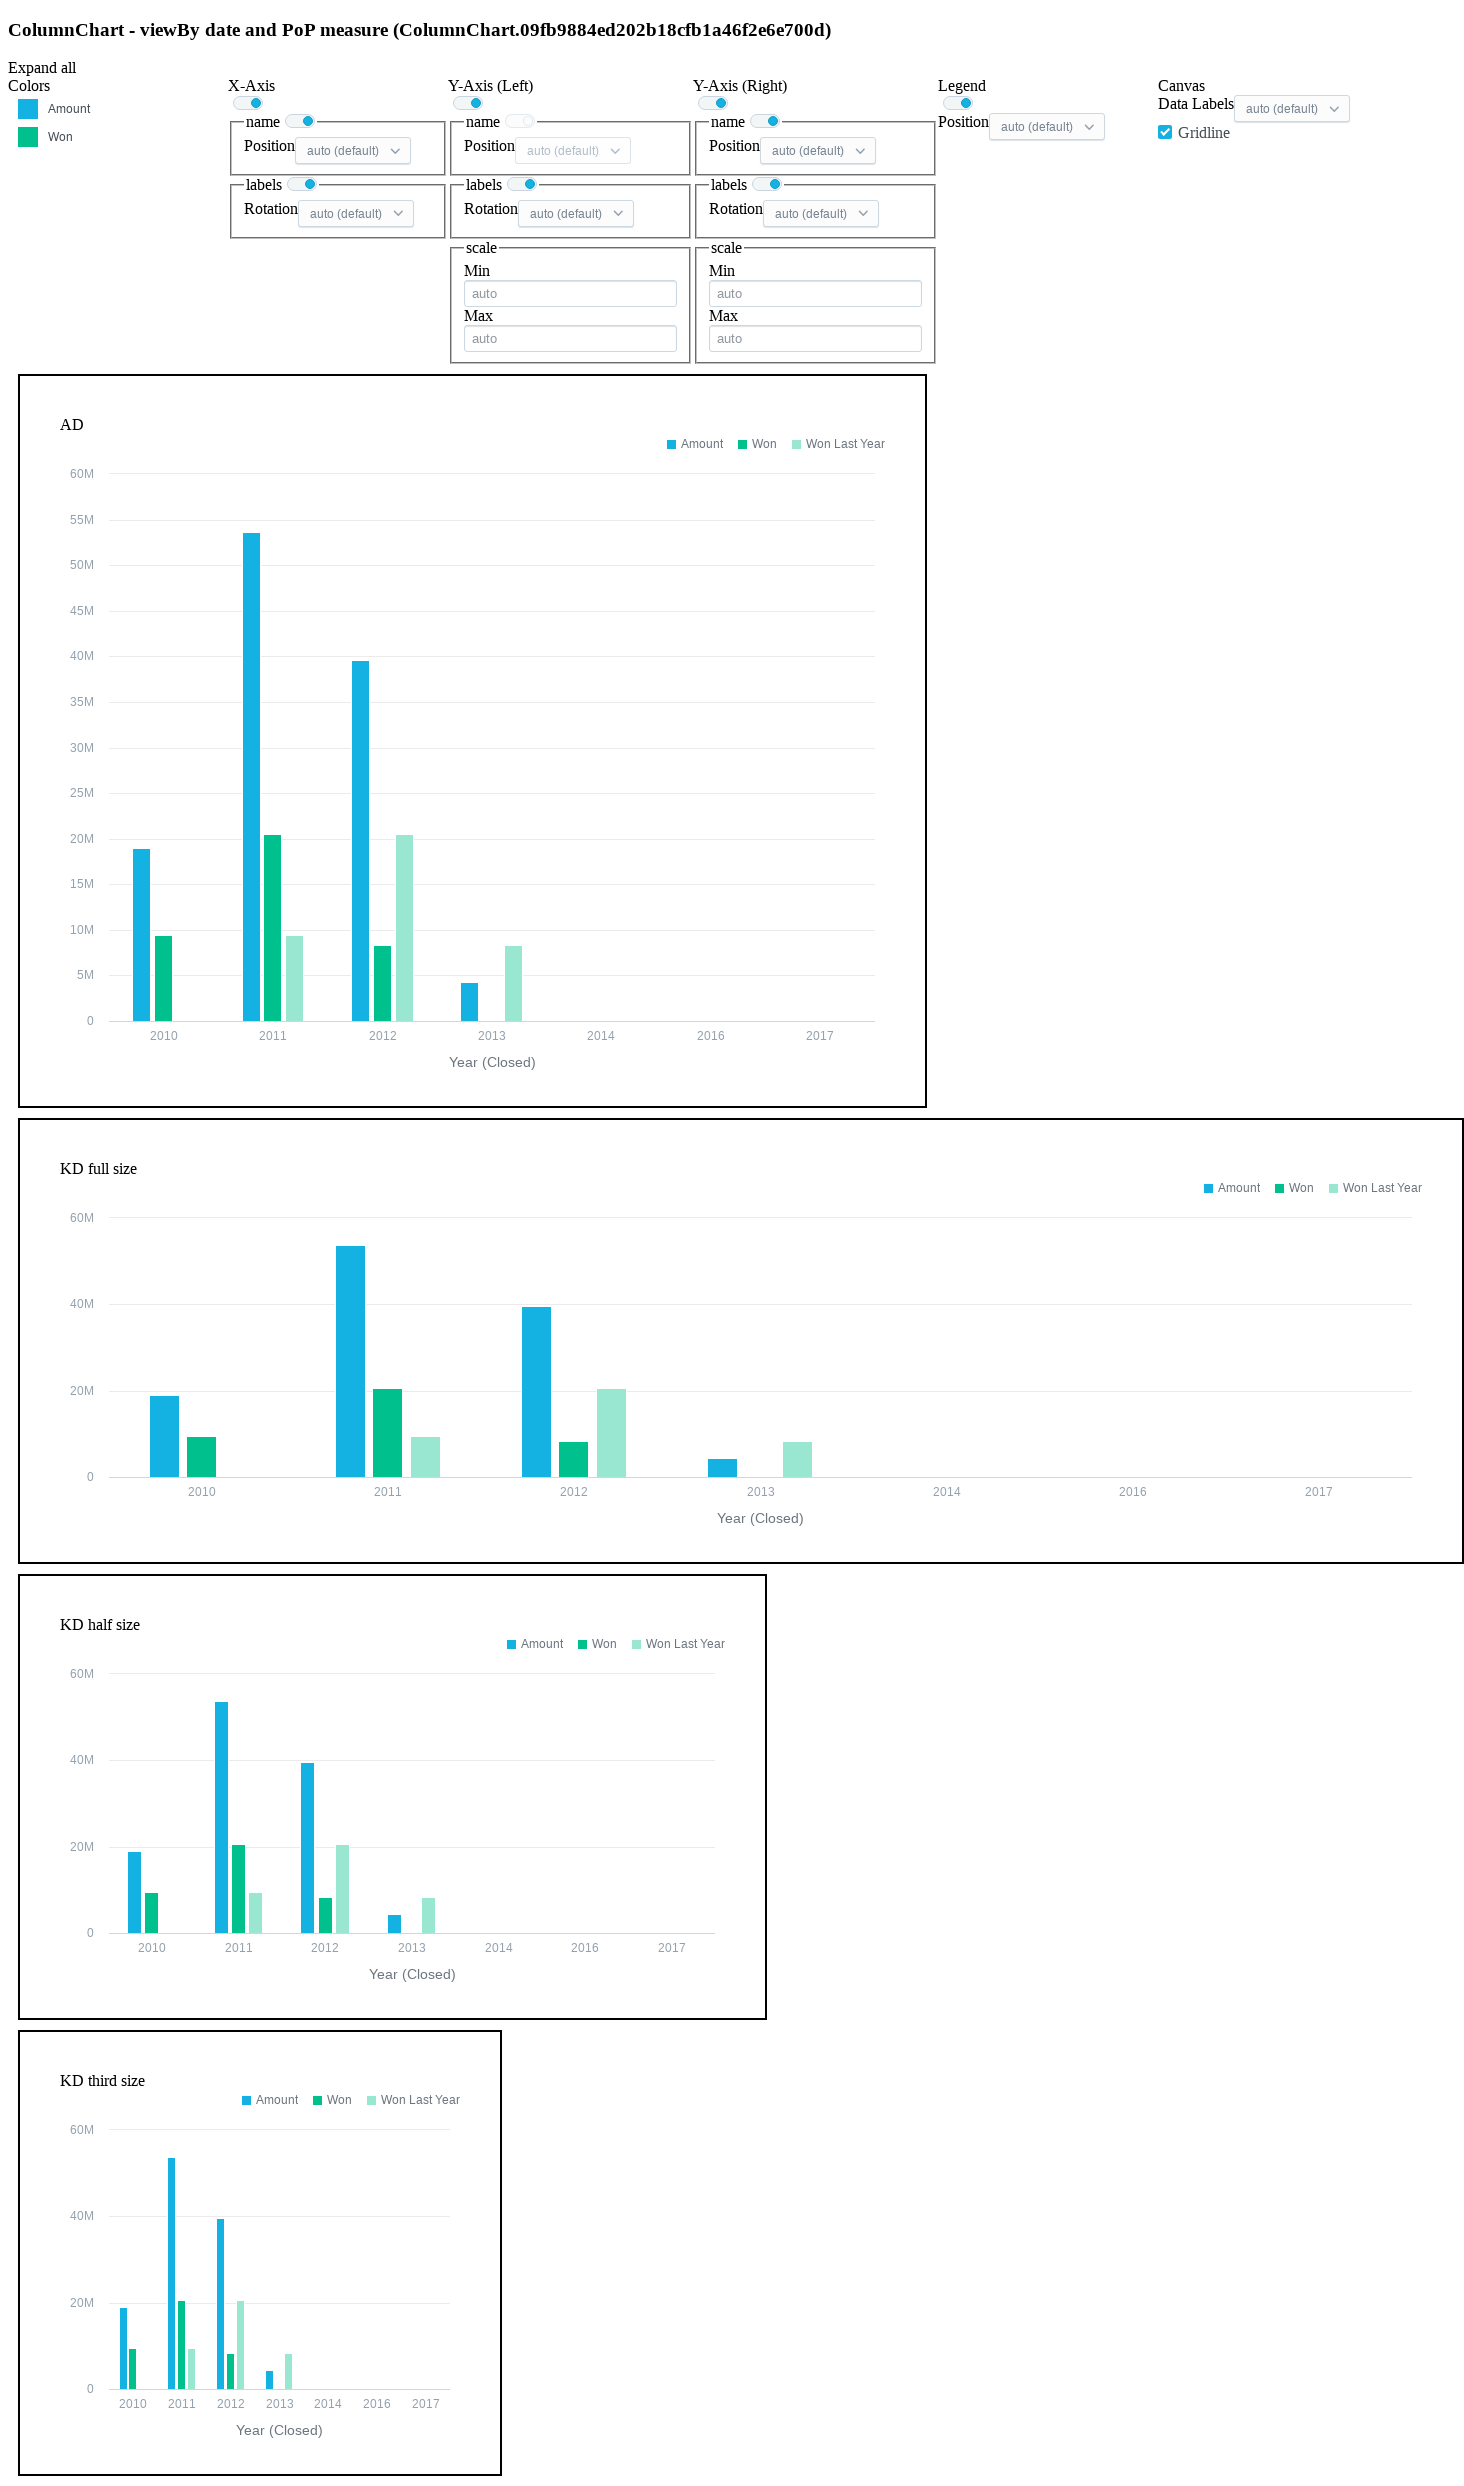 ColumnChart - viewBy date and PoP measure (ColumnChart.09fb9884ed202b18cfb1a46f2e6e700d)
Expand all
Colors
Amount
Won
X-Axis
name
Position auto (default)
labels
Rotation auto (default)
Y-Axis (Left)
name
Position auto (default)
labels
Rotation auto (default)
scale
Min
auto
Max
auto
Y-Axis (Right)
name
Position auto (default)
labels
Rotation auto (default)
scale
Min
auto
Max
auto
Legend
Position auto (default)
Canvas
Data Labels auto (default)
Gridline
AD
Amount Won Won Last Year
60M
55M
50M
45M
40M
35M
30M
25M
20M
15M
10M
5M
0
2010 2011 2012 2013 2014 2016 2017
Year (Closed)
KD full size
Amount Won Won Last Year
60M
40M
20M
0
2010 2011 2012 2013 2014 2016 2017
Year (Closed)
KD half size
Amount Won Won Last Year
60M
40M
20M
0
2010 2011 2012 2013 2014 2016 2017
Year (Closed)
KD third size
Amount Won Won Last Year
60M
40M
20M
0
2010 2011 2012 2013 2014 2016 2017
Year (Closed)